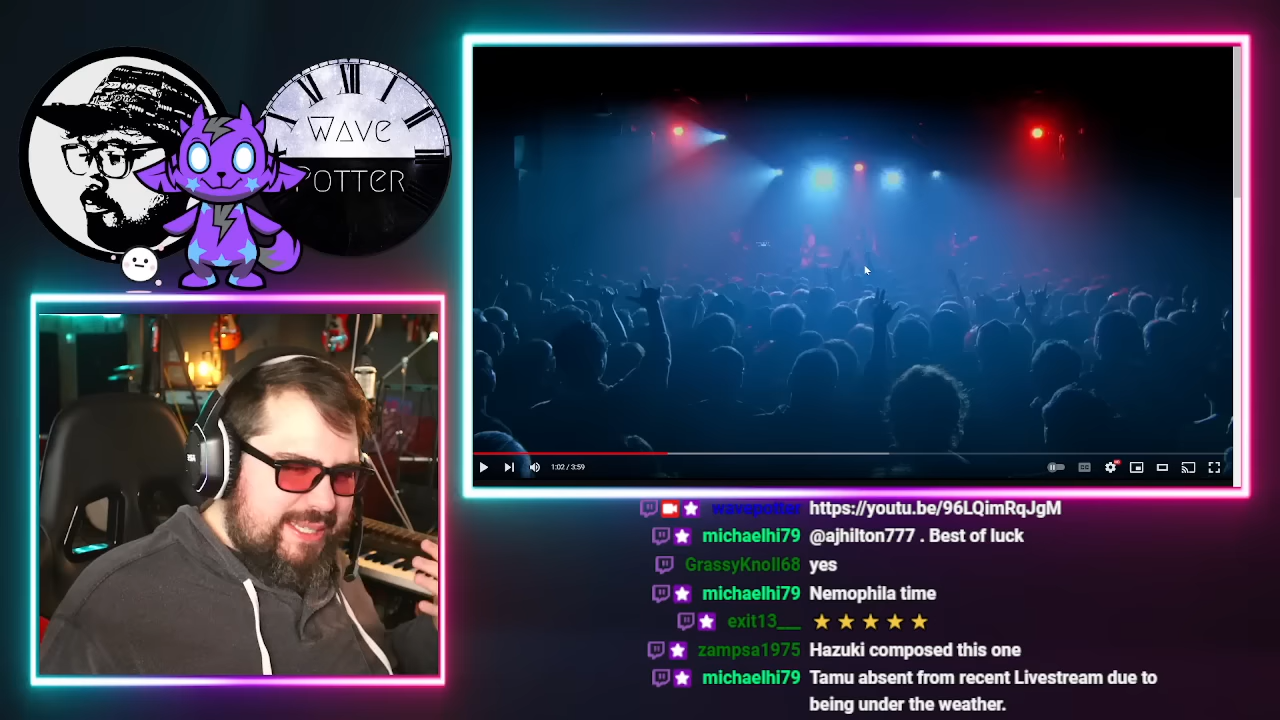 WAVE
POTTER
1:02 / 3:59
wavepotter https://youtu.be/96LQimRqJgM
michaelhi79 @ajhilton777 . Best of luck
GrassyKnoll68 yes
michaelhi79 Nemophila time
exit13___ ★ ★ ★ ★ ★
zampsa1975 Hazuki composed this one
michaelhi79 Tamu absent from recent Livestream due to
being under the weather.